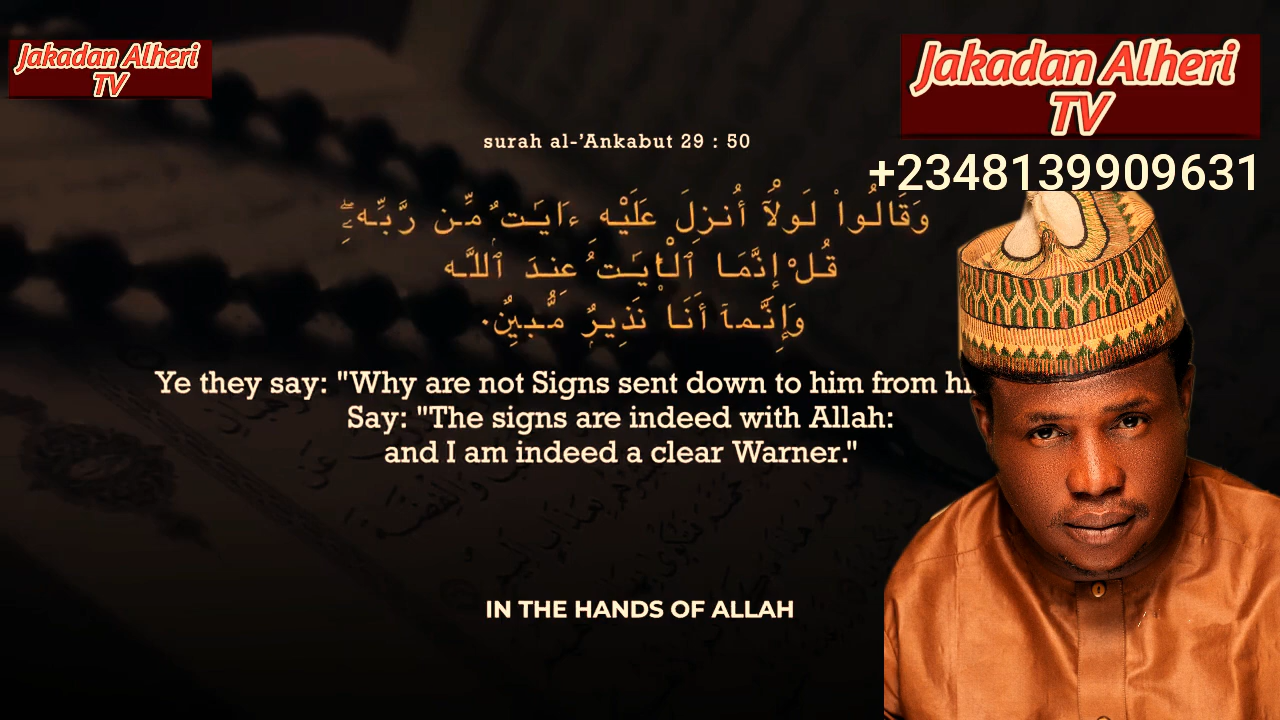 Jakadan Alheri
TV
Jakadan Alheri
TV
+2348139909631
surah al-’Ankabut 29 : 50
وَقَالُوا۟ لَوْلَآ أُنزِلَ عَلَيْهِ ءَايَـٰتٌ مِّن رَّبِّهِۦ ۖ
قُلْ إِنَّمَا ٱلْـَٔايَـٰتُ عِندَ ٱللَّهِ
وَإِنَّمَآ أَنَا۠ نَذِيرٌ مُّبِينٌ.
Ye they say: "Why are not Signs sent down to him from
Say: "The signs are indeed with Allah:
and I am indeed a clear Warner."
IN THE HANDS OF ALLAH